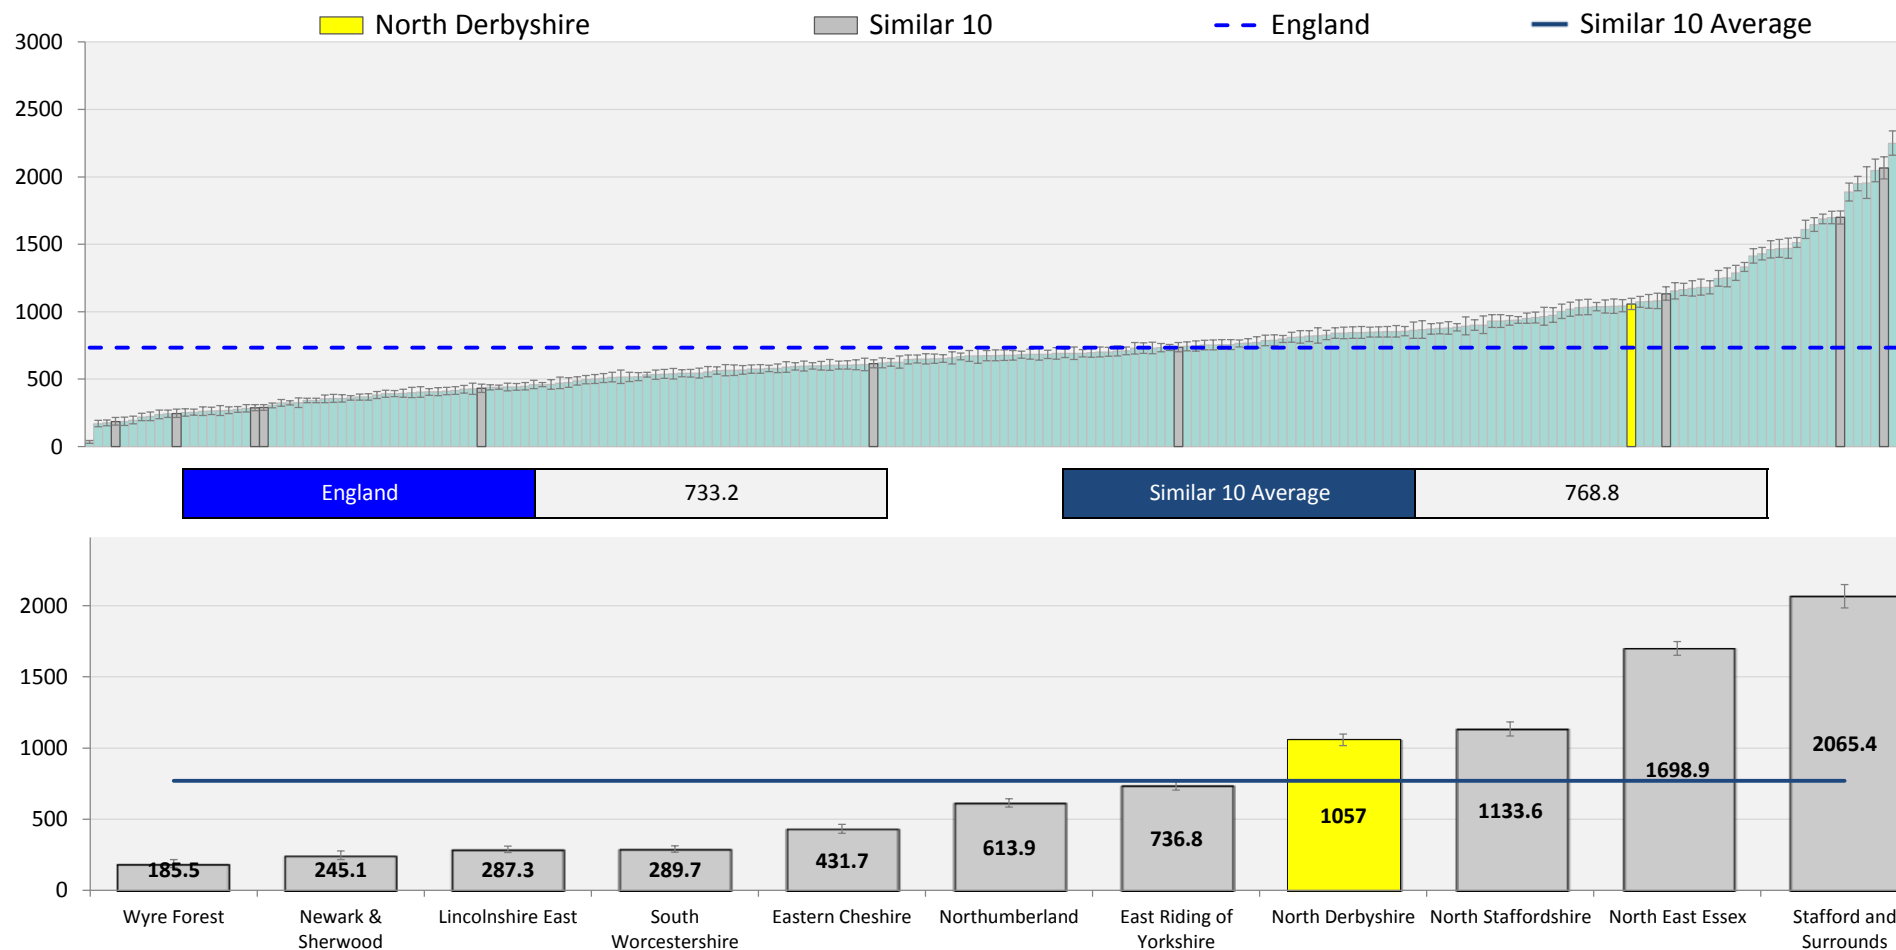 North Derbyshire Similar 10 England Similar 10 Average
3000
2500
2000
1500
1000
500
0
England 733.2 Similar 10 Average 768.8
2000
1500
1000
500
0
185.5 245.1 287.3 289.7 431.7 613.9 736.8 1057 1133.6 1698.9 2065.4
Wyre Forest Newark & Lincolnshire East South Eastern Cheshire Northumberland East Riding of North Derbyshire North Staffordshire North East Essex Stafford and
Sherwood Worcestershire Yorkshire Surrounds